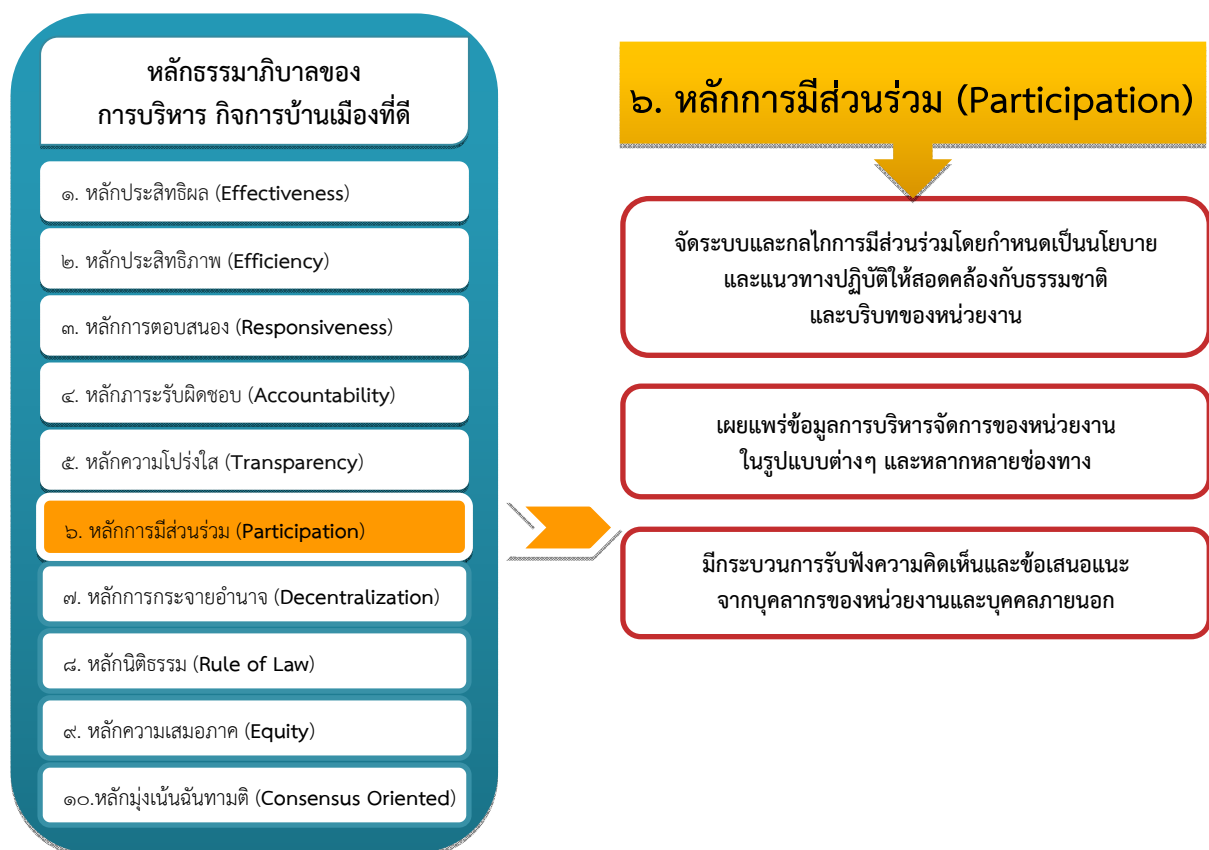 หลักธรรมาภิบาลของ
การบริหาร กิจการบ้านเมืองที่ดี
๑. หลักประสิทธิผล (Effectiveness)
๒. หลักประสิทธิภาพ (Efficiency)
๓. หลักการตอบสนอง (Responsiveness)
๔. หลักภาระรับผิดชอบ (Accountability)
๕. หลักความโปร่งใส (Transparency)
๖. หลักการมีส่วนร่วม (Participation)
๗. หลักการกระจายอำนาจ (Decentralization)
๘. หลักนิติธรรม (Rule of Law)
๙. หลักความเสมอภาค (Equity)
๑๐.หลักมุ่งเน้นฉันทามติ (Consensus Oriented)
๖. หลักการมีส่วนร่วม (Participation)
จัดระบบและกลไกการมีส่วนร่วมโดยกำหนดเป็นนโยบาย
และแนวทางปฏิบัติให้สอดคล้องกับธรรมชาติ
และบริบทของหน่วยงาน
เผยแพร่ข้อมูลการบริหารจัดการของหน่วยงาน
ในรูปแบบต่างๆ และหลากหลายช่องทาง
มีกระบวนการรับฟังความคิดเห็นและข้อเสนอแนะ
จากบุคลากรของหน่วยงานและบุคคลภายนอก